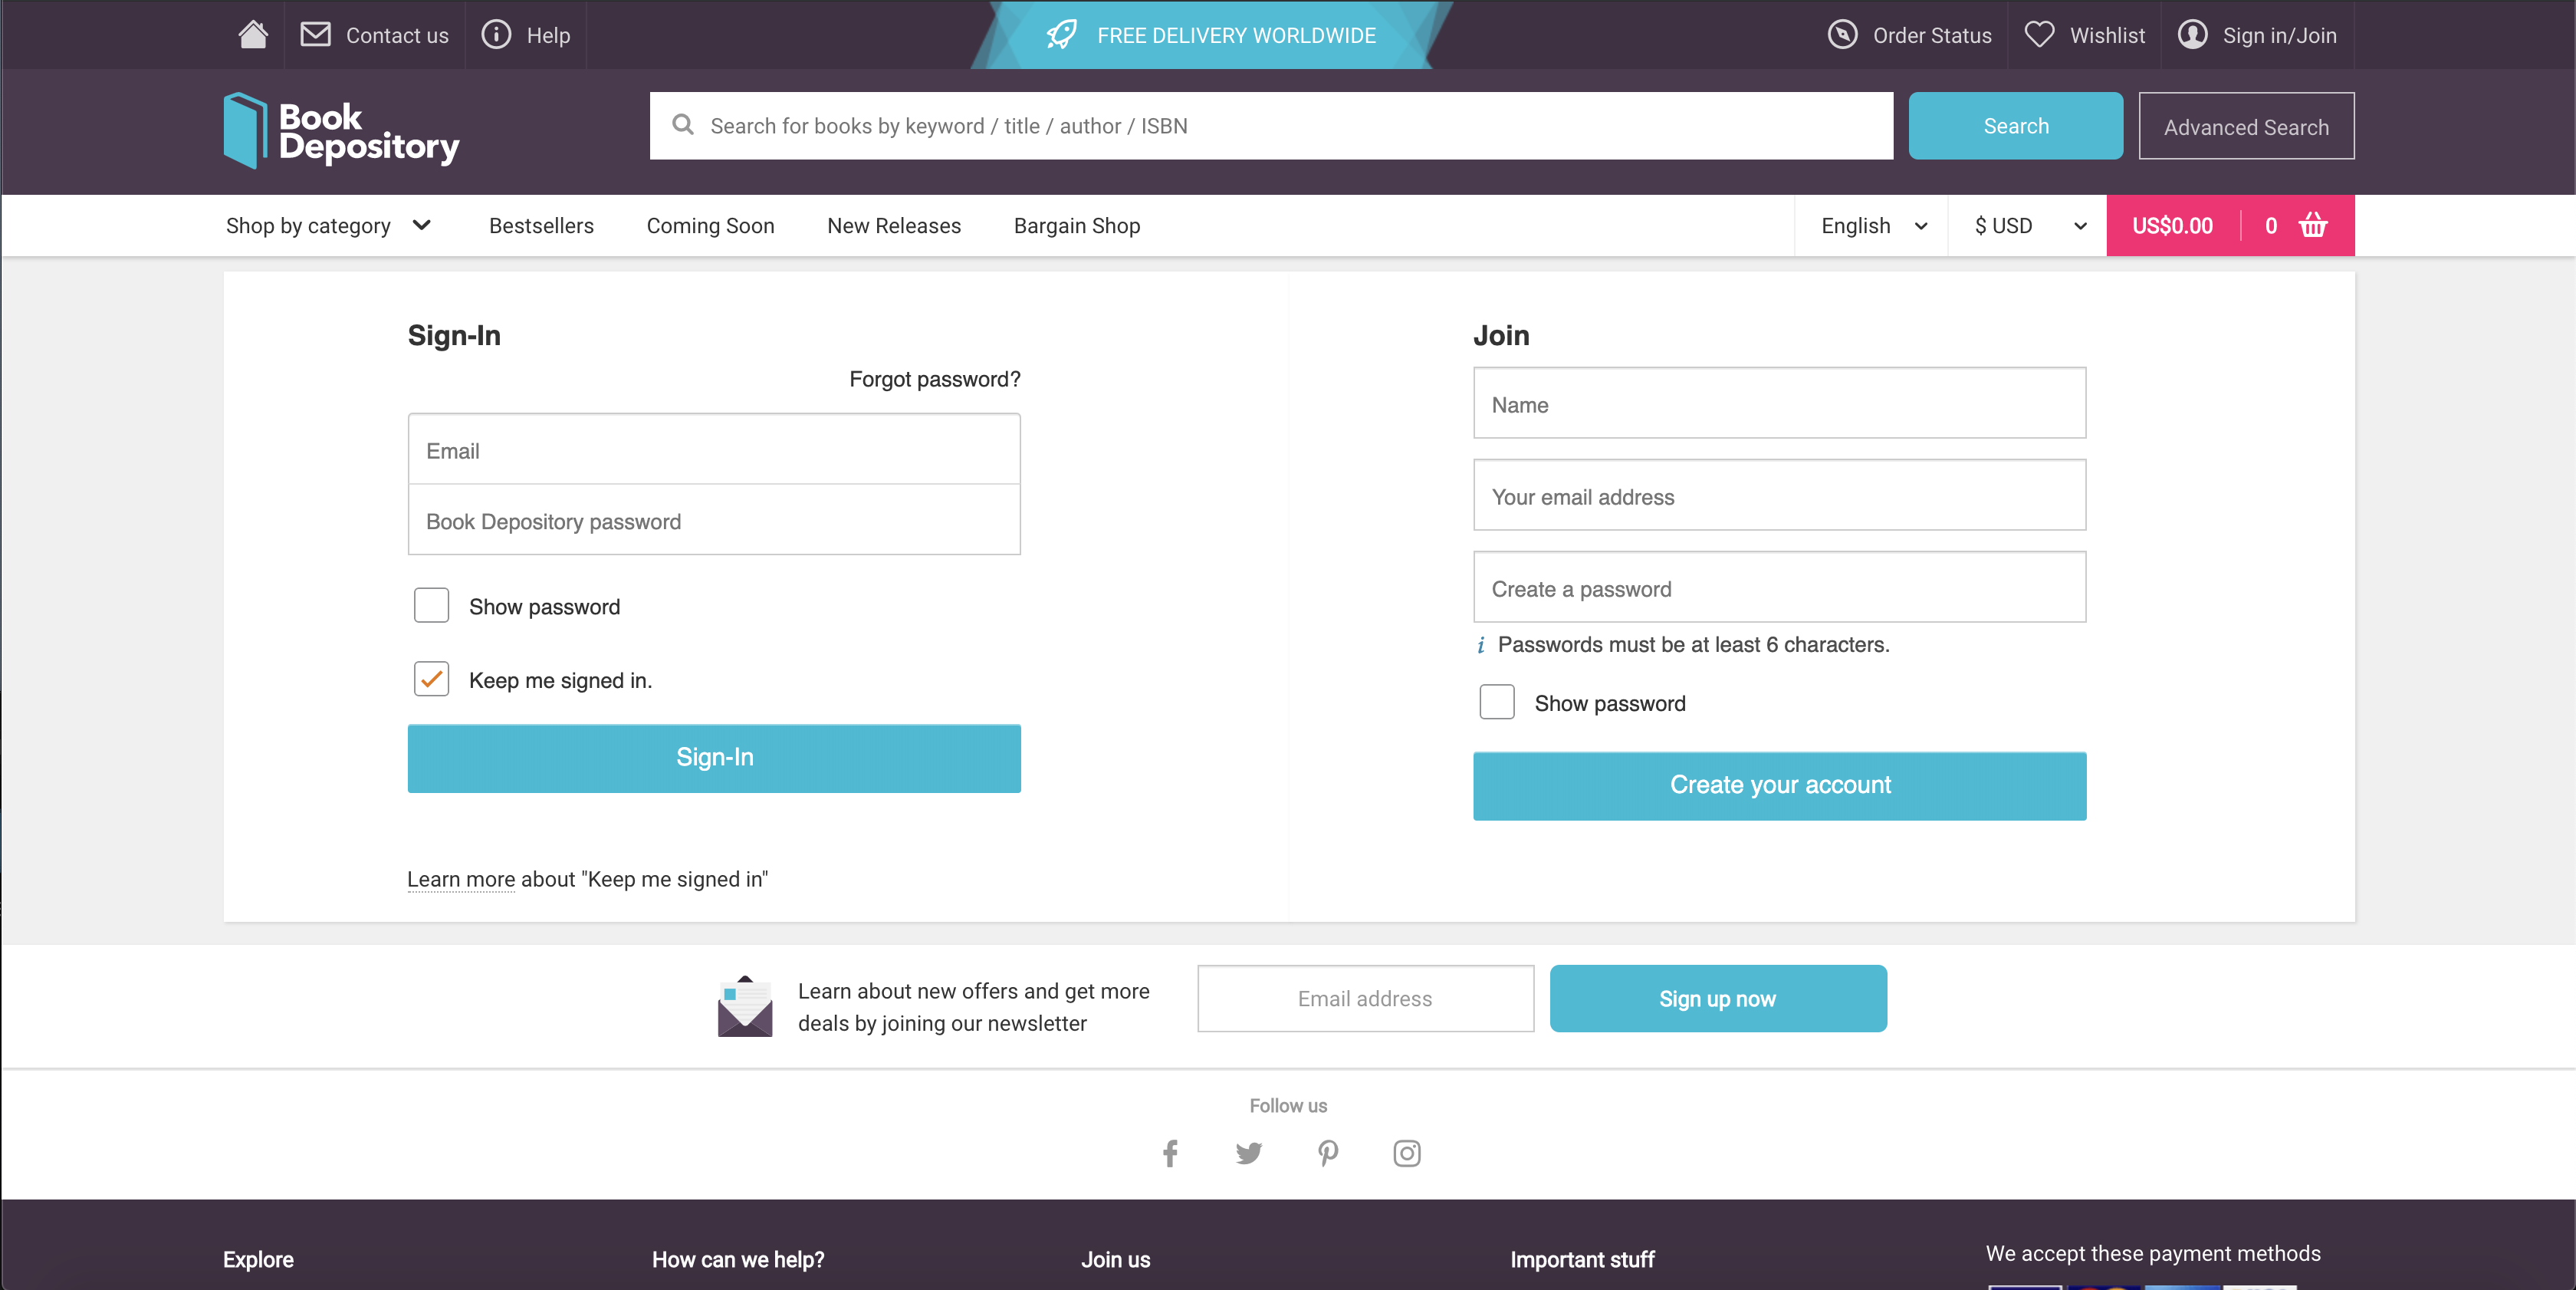 Contact us
Help
FREE DELIVERY WORLDWIDE
Order Status
Wishlist
Sign in/Join
Book
Depository
Search for books by keyword / title / author / ISBN
Search
Advanced Search
Shop by category
Bestsellers
Coming Soon
New Releases
Bargain Shop
English
$ USD
US$0.00
0
Sign-In
Forgot password?
Email
Book Depository password
Show password
Keep me signed in.
Sign-In
Learn more about "Keep me signed in"
Join
Name
Your email address
Create a password
i Passwords must be at least 6 characters.
Show password
Create your account
Learn about new offers and get more
deals by joining our newsletter
Email address
Sign up now
Follow us
Explore
How can we help?
Join us
Important stuff
We accept these payment methods